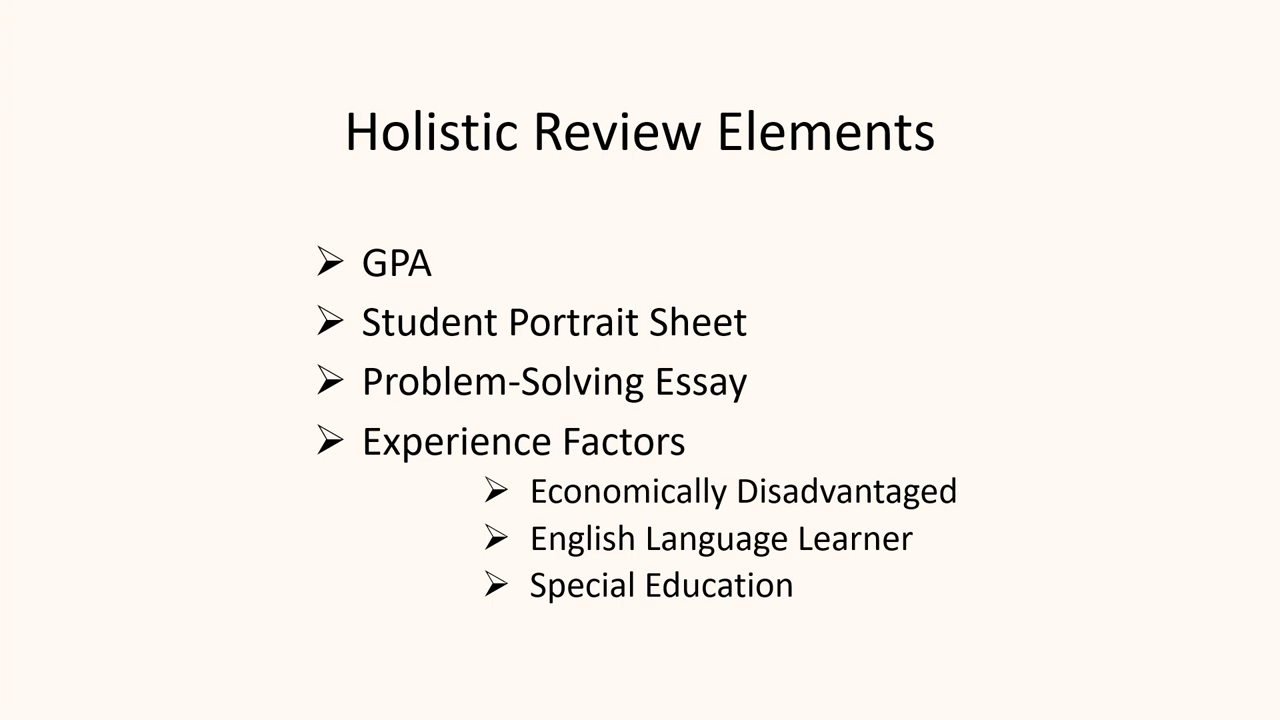 Holistic Review Elements
➢ GPA
➢ Student Portrait Sheet
➢ Problem-Solving Essay
➢ Experience Factors
➢ Economically Disadvantaged
➢ English Language Learner
➢ Special Education